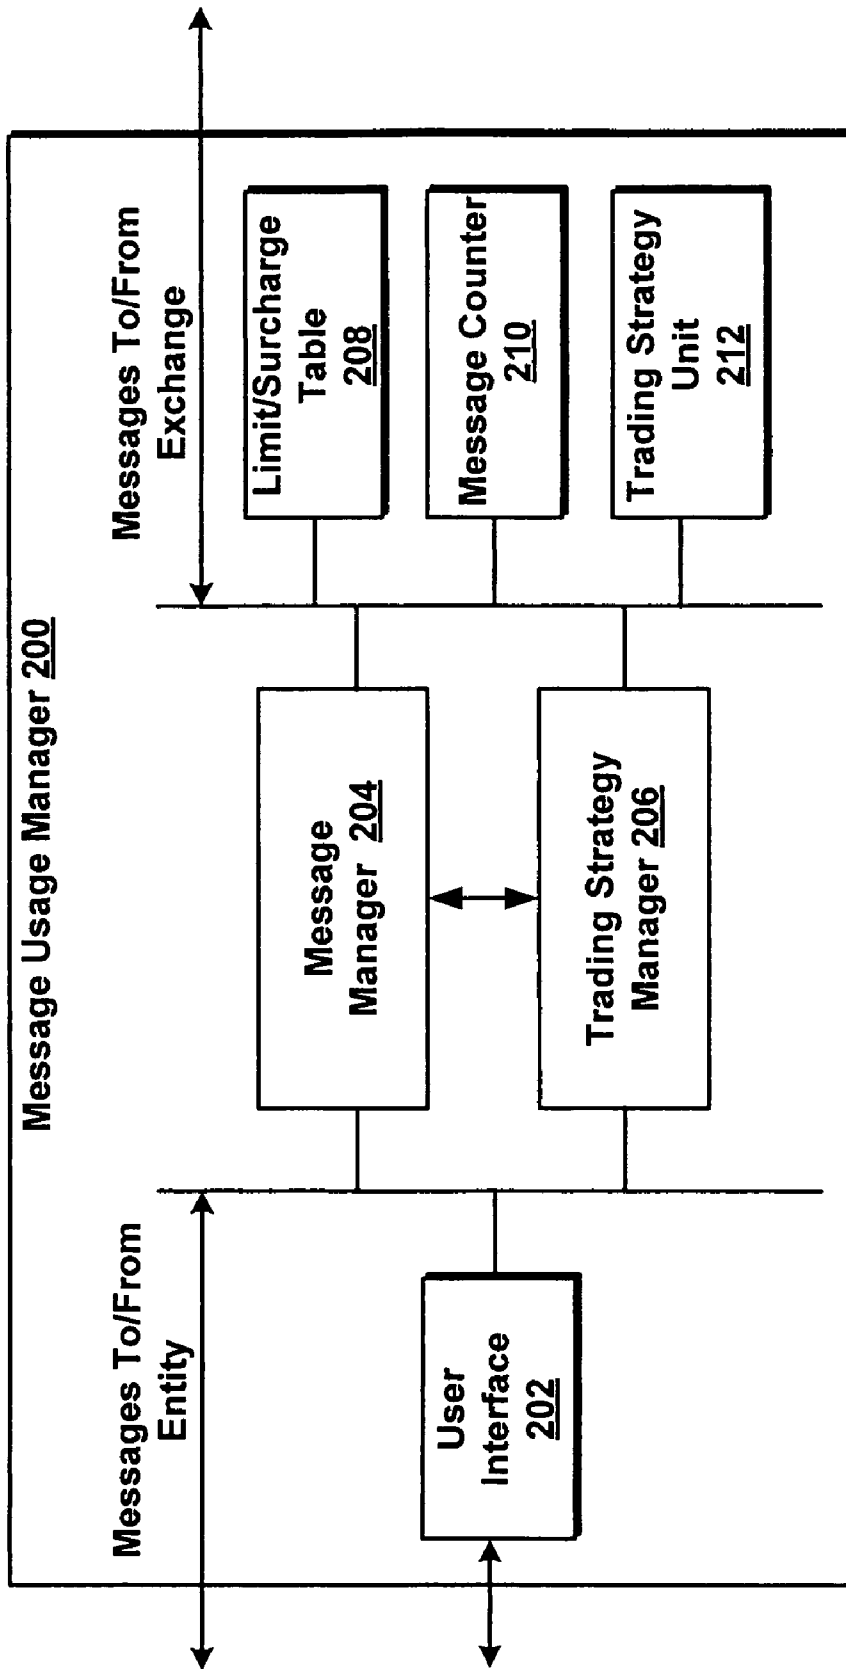 Message Usage Manager 200
Messages To/From
Entity
Messages To/From
Exchange
User
Interface
202
Message
Manager 204
Trading Strategy
Manager 206
Limit/Surcharge
Table
208
Message Counter
210
Trading Strategy
Unit
212